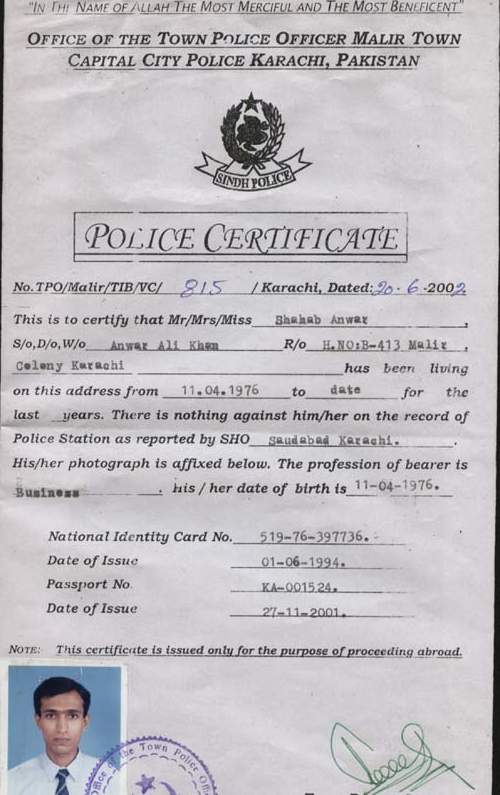 "IN THE NAME OF ALLAH THE MOST MERCIFUL AND THE MOST BENEFICENT"
OFFICE OF THE TOWN POLICE OFFICER MALIR TOWN
CAPITAL CITY POLICE KARACHI, PAKISTAN
SINDH POLICE
POLICE CERTIFICATE
No. TPO/Malir/TIB/VC/ 815 / Karachi, Dated: 20-6-2002
This is to certify that Mr/Mrs/Miss Shahab Anwar,
S/o,D/o,W/o Anwar Ali Khan R/o H.NO:B-413 Malir,
Colony Karachi has been living
on this address from 11.04.1976 to date for the
last __years. There is nothing against him/her on the record of
Police Station as reported by SHO Saudabad Karachi.
His/her photograph is affixed below. The profession of bearer is
Business. his / her date of birth is 11-04-1976.
National Identity Card No. 519-76-397736.
Date of Issue 01-06-1994.
Passport No. KA-001524.
Date of Issue 27-11-2001.
NOTE: This certificate is issued only for the purpose of proceeding abroad.
Office of the Town Police